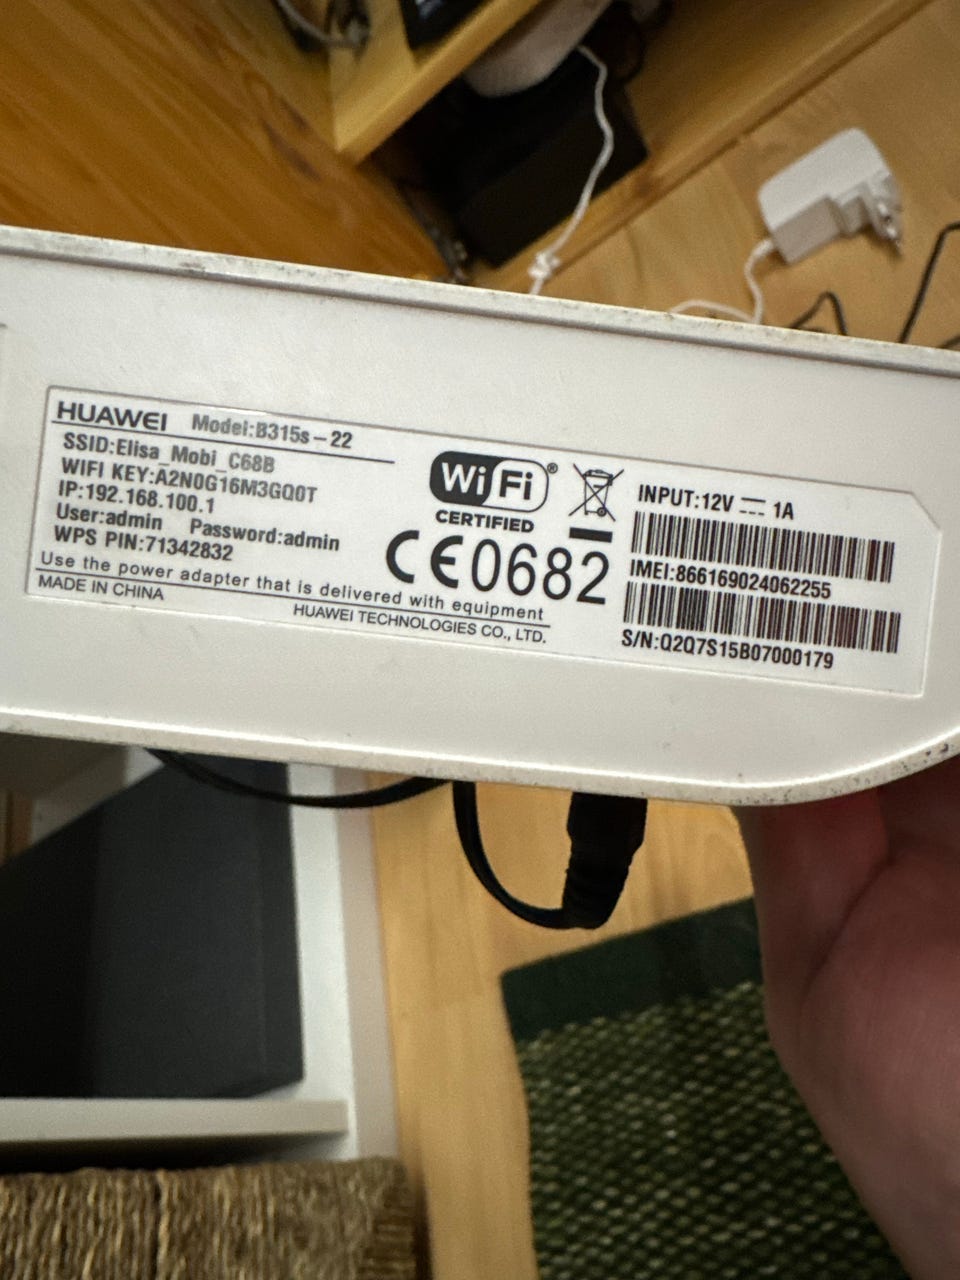 HUAWEI Model:B315s-22
SSID:Elisa_Mobi_C68B
WIFI KEY:A2N0G16M3GQ0T
IP:192.168.100.1
User:admin Password:admin
WPS PIN:71342832
Use the power adapter that is delivered with equipment
MADE IN CHINA
HUAWEI TECHNOLOGIES CO., LTD.
Wi Fi ®
CERTIFIED
CE0682
INPUT:12V ⎓ 1A
IMEI:866169024062255
S/N:Q2Q7S15B07000179